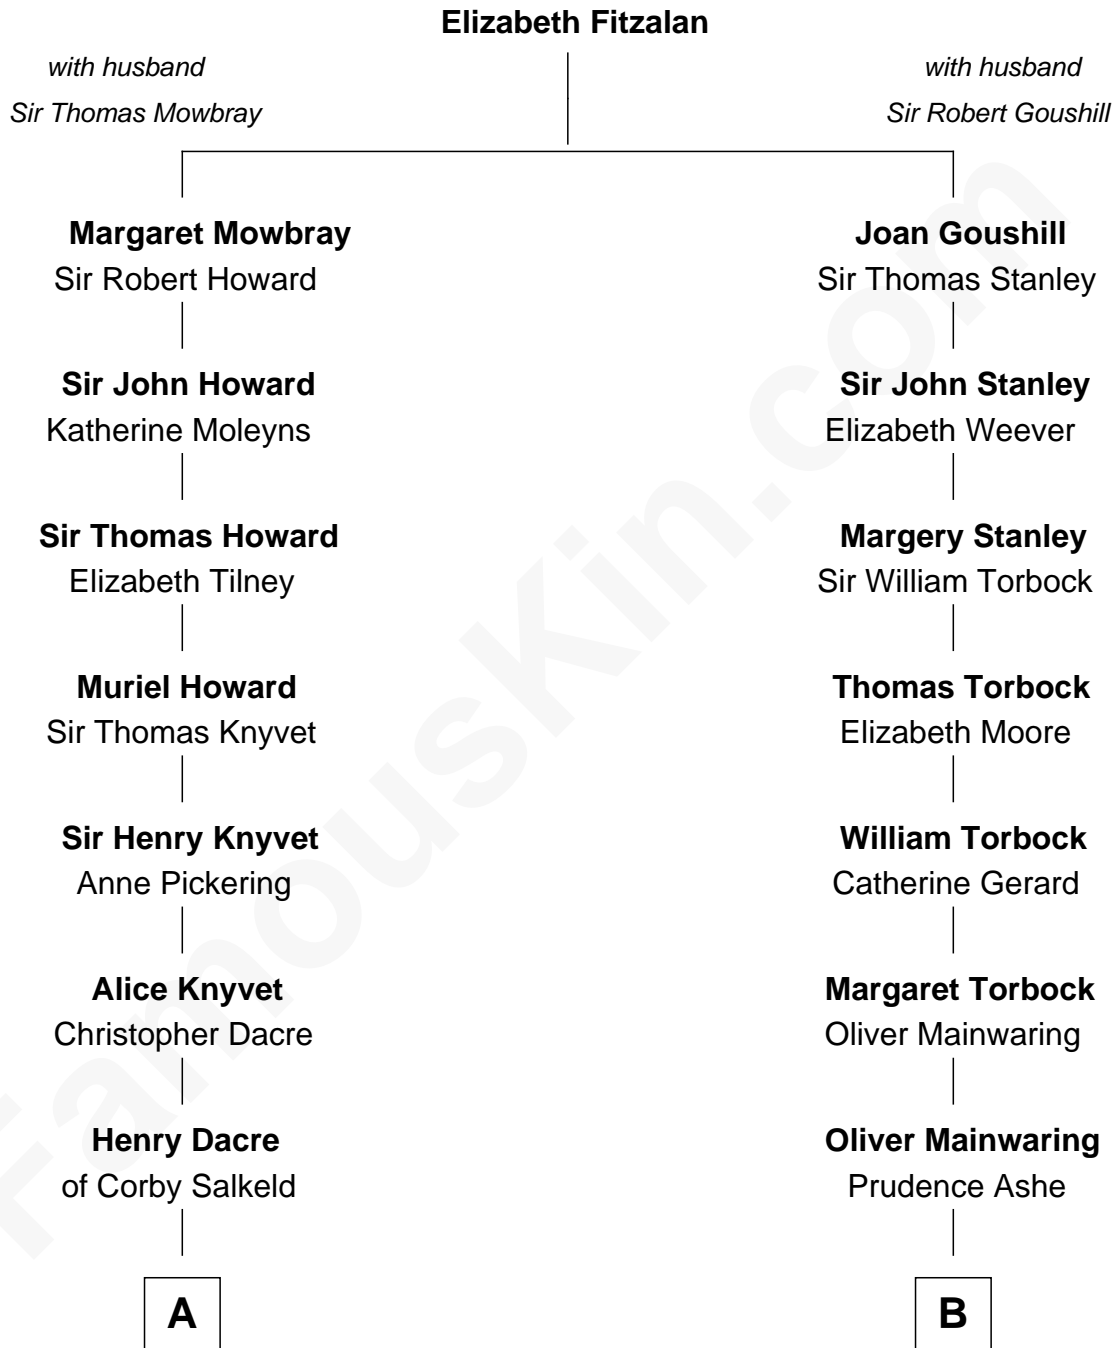 Elizabeth Fitzalan
with husband
Sir Thomas Mowbray
with husband
Sir Robert Goushill
Margaret Mowbray
Sir Robert Howard
Joan Goushill
Sir Thomas Stanley
Sir John Howard
Katherine Moleyns
Sir John Stanley
Elizabeth Weever
Sir Thomas Howard
Elizabeth Tilney
Margery Stanley
Sir William Torbock
Muriel Howard
Sir Thomas Knyvet
Thomas Torbock
Elizabeth Moore
Sir Henry Knyvet
Anne Pickering
William Torbock
Catherine Gerard
Alice Knyvet
Christopher Dacre
Margaret Torbock
Oliver Mainwaring
Henry Dacre
of Corby Salkeld
Oliver Mainwaring
Prudence Ashe
A
B
FamousKin.com